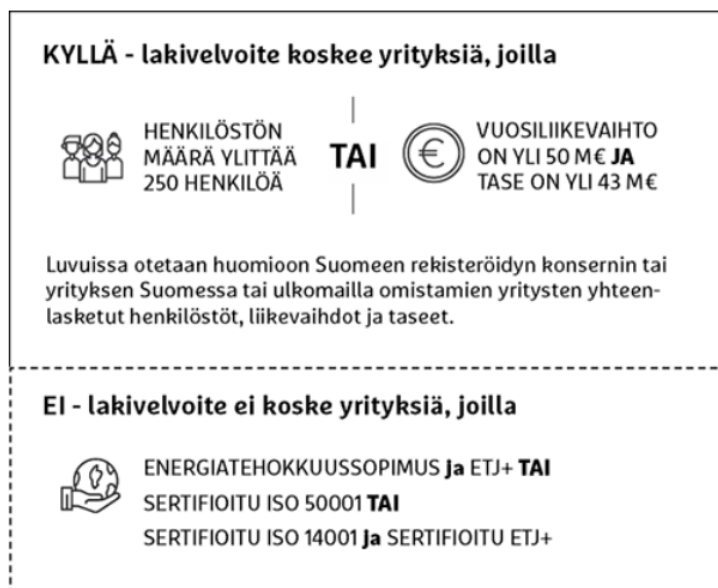 KYLLÄ - lakivelvoite koskee yrityksiä, joilla
HENKILÖSTÖN
MÄÄRÄ YLITTÄÄ
250 HENKILÖÄ
TAI
€
VUOSILIIKEVAIHTO
ON YLI 50 M€ JA
TASE ON YLI 43 M€
Luvuissa otetaan huomioon Suomeen rekisteröidyn konsernin tai
yrityksen Suomessa tai ulkomailla omistamien yritysten yhteen-
lasketut henkilöstöt, liikevaihdot ja taseet.
EI - lakivelvoite ei koske yrityksiä, joilla
ENERGIATEHOKKUUSSOPIMUS ja ETJ+ TAI
SERTIFIOITU ISO 50001 TAI
SERTIFIOITU ISO 14001 ja SERTIFIOITU ETJ+